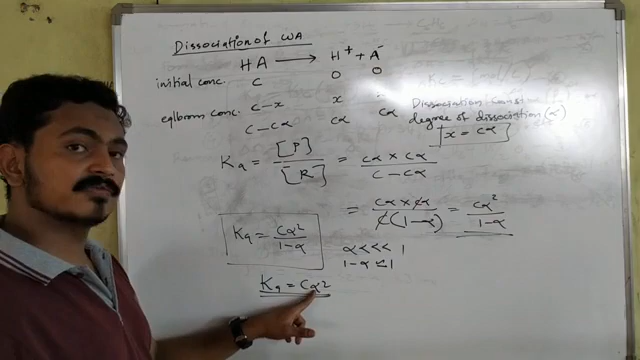 Dissociation of WA
HA ⟶ H⁺ + A⁻
initial conc. C 0 0
eqlbrm conc. C−x x
C−Cα Cα Cα
Dissociation Const
degree of dissociation (α)
x = Cα
Ka = [P] / [R] = Cα × Cα / C − Cα
= Cα × Cα / C(1−α) = Cα² / 1−α
Ka = Cα² / 1−α
α <<< 1
1−α ≃ 1
Ka = Cα²